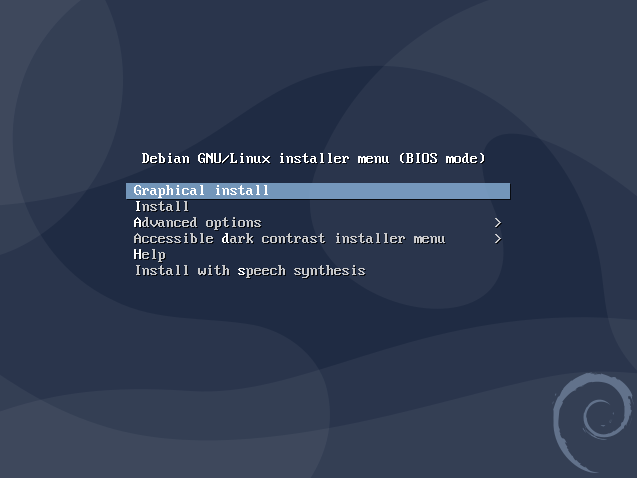 Debian GNU/Linux installer menu (BIOS mode)
Graphical install
Install
Advanced options >
Accessible dark contrast installer menu >
Help
Install with speech synthesis